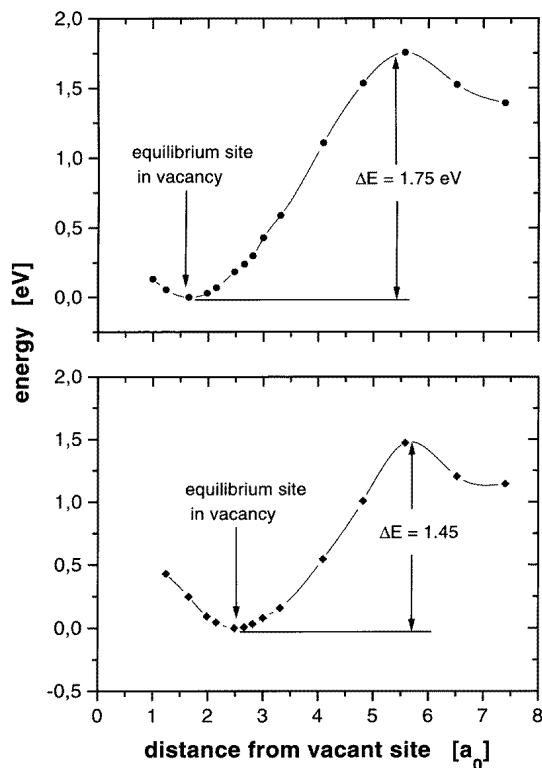 2,0
1,5
1,0
0,5
0,0
equilibrium site
in vacancy
ΔE = 1.75 eV
energy [eV]
2,0
1,5
1,0
0,5
0,0
-0,5
equilibrium site
in vacancy
ΔE = 1.45
0 1 2 3 4 5 6 7 8
distance from vacant site [a₀]